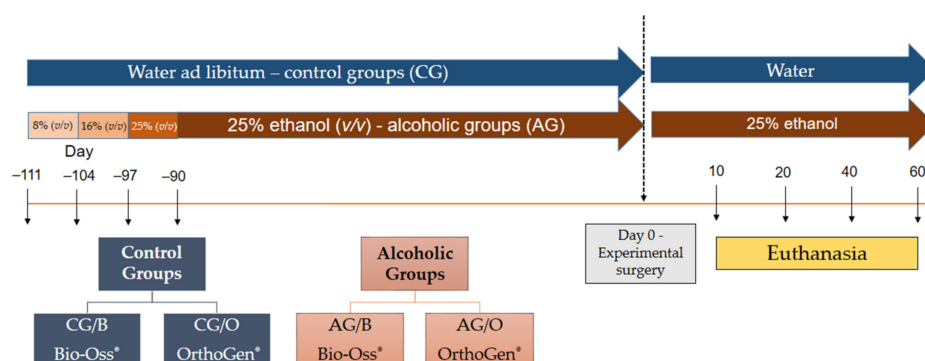 Water ad libitum – control groups (CG)
Water
8% (v/v)
16% (v/v)
25% (v/v)
25% ethanol (v/v) - alcoholic groups (AG)
25% ethanol
Day
–111
–104
–97
–90
10
20
40
60
Control
Groups
Alcoholic
Groups
Day 0 -
Experimental
surgery
Euthanasia
CG/B
Bio-Oss®
CG/O
OrthoGen®
AG/B
Bio-Oss®
AG/O
OrthoGen®